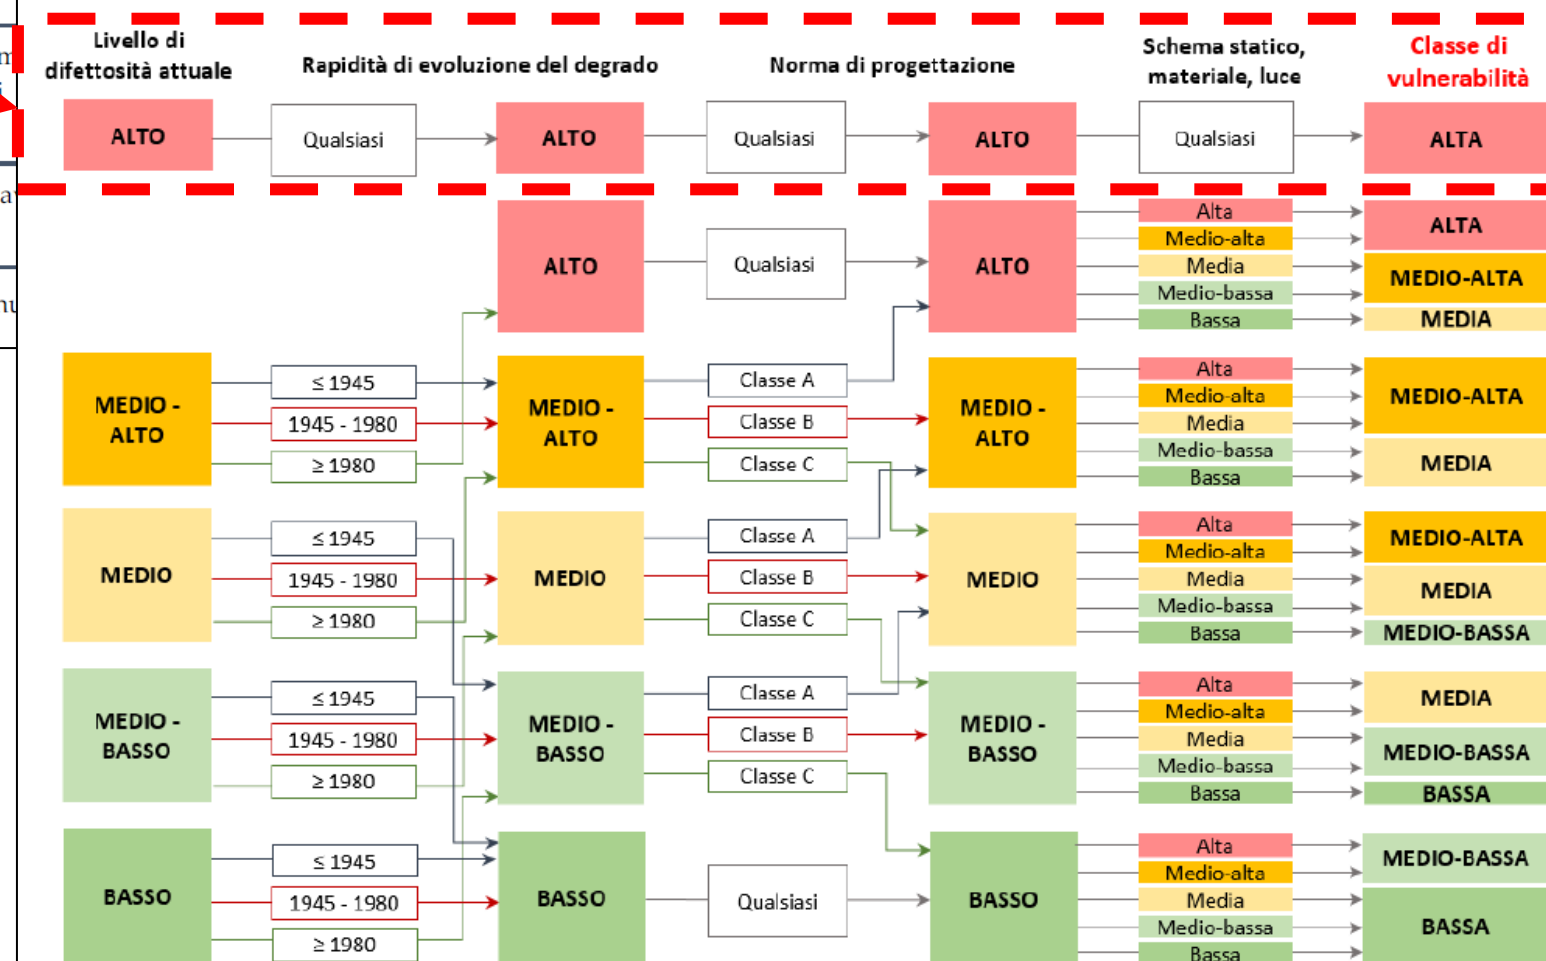 Livello di
difettosità attuale
Rapidità di evoluzione del degrado
Norma di progettazione
Schema statico,
materiale, luce
Classe di
vulnerabilità
ALTO
Qualsiasi
ALTO
Qualsiasi
ALTO
Qualsiasi
ALTA
ALTO
Qualsiasi
ALTO
Alta
Medio-alta
Media
Medio-bassa
Bassa
ALTA
MEDIO-ALTA
MEDIA
MEDIO -
ALTO
≤ 1945
1945 - 1980
≥ 1980
MEDIO -
ALTO
Classe A
Classe B
Classe C
MEDIO -
ALTO
Alta
Medio-alta
Media
Medio-bassa
Bassa
MEDIO-ALTA
MEDIA
MEDIO
≤ 1945
1945 - 1980
≥ 1980
MEDIO
Classe A
Classe B
Classe C
MEDIO
Alta
Medio-alta
Media
Medio-bassa
Bassa
MEDIO-ALTA
MEDIA
MEDIO-BASSA
MEDIO -
BASSO
≤ 1945
1945 - 1980
≥ 1980
MEDIO -
BASSO
Classe A
Classe B
Classe C
MEDIO -
BASSO
Alta
Medio-alta
Media
Medio-bassa
Bassa
MEDIA
MEDIO-BASSA
BASSA
BASSO
≤ 1945
1945 - 1980
≥ 1980
BASSO
Qualsiasi
BASSO
Alta
Medio-alta
Media
Medio-bassa
Bassa
MEDIO-BASSA
BASSA